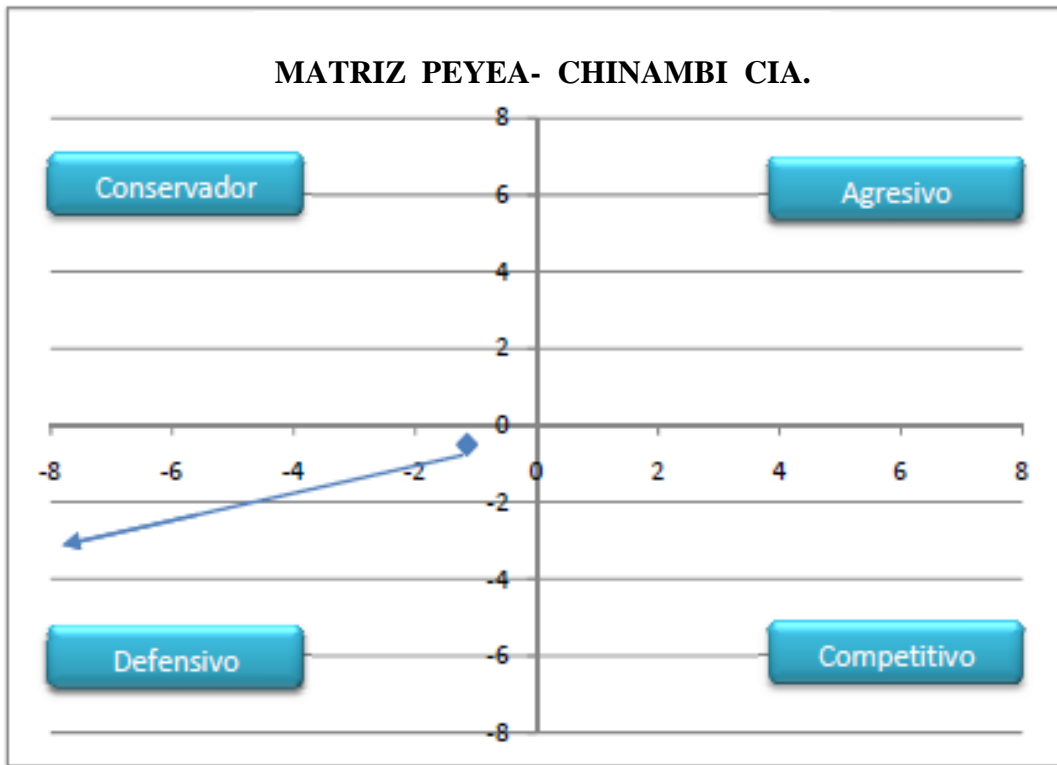 MATRIZ PEYEA- CHINAMBI CIA.
8
Conservador
6
Agresivo
4
2
0
-8 -6 -4 -2 0 2 4 6 8
-2
-4
Defensivo
-6
Competitivo
-8